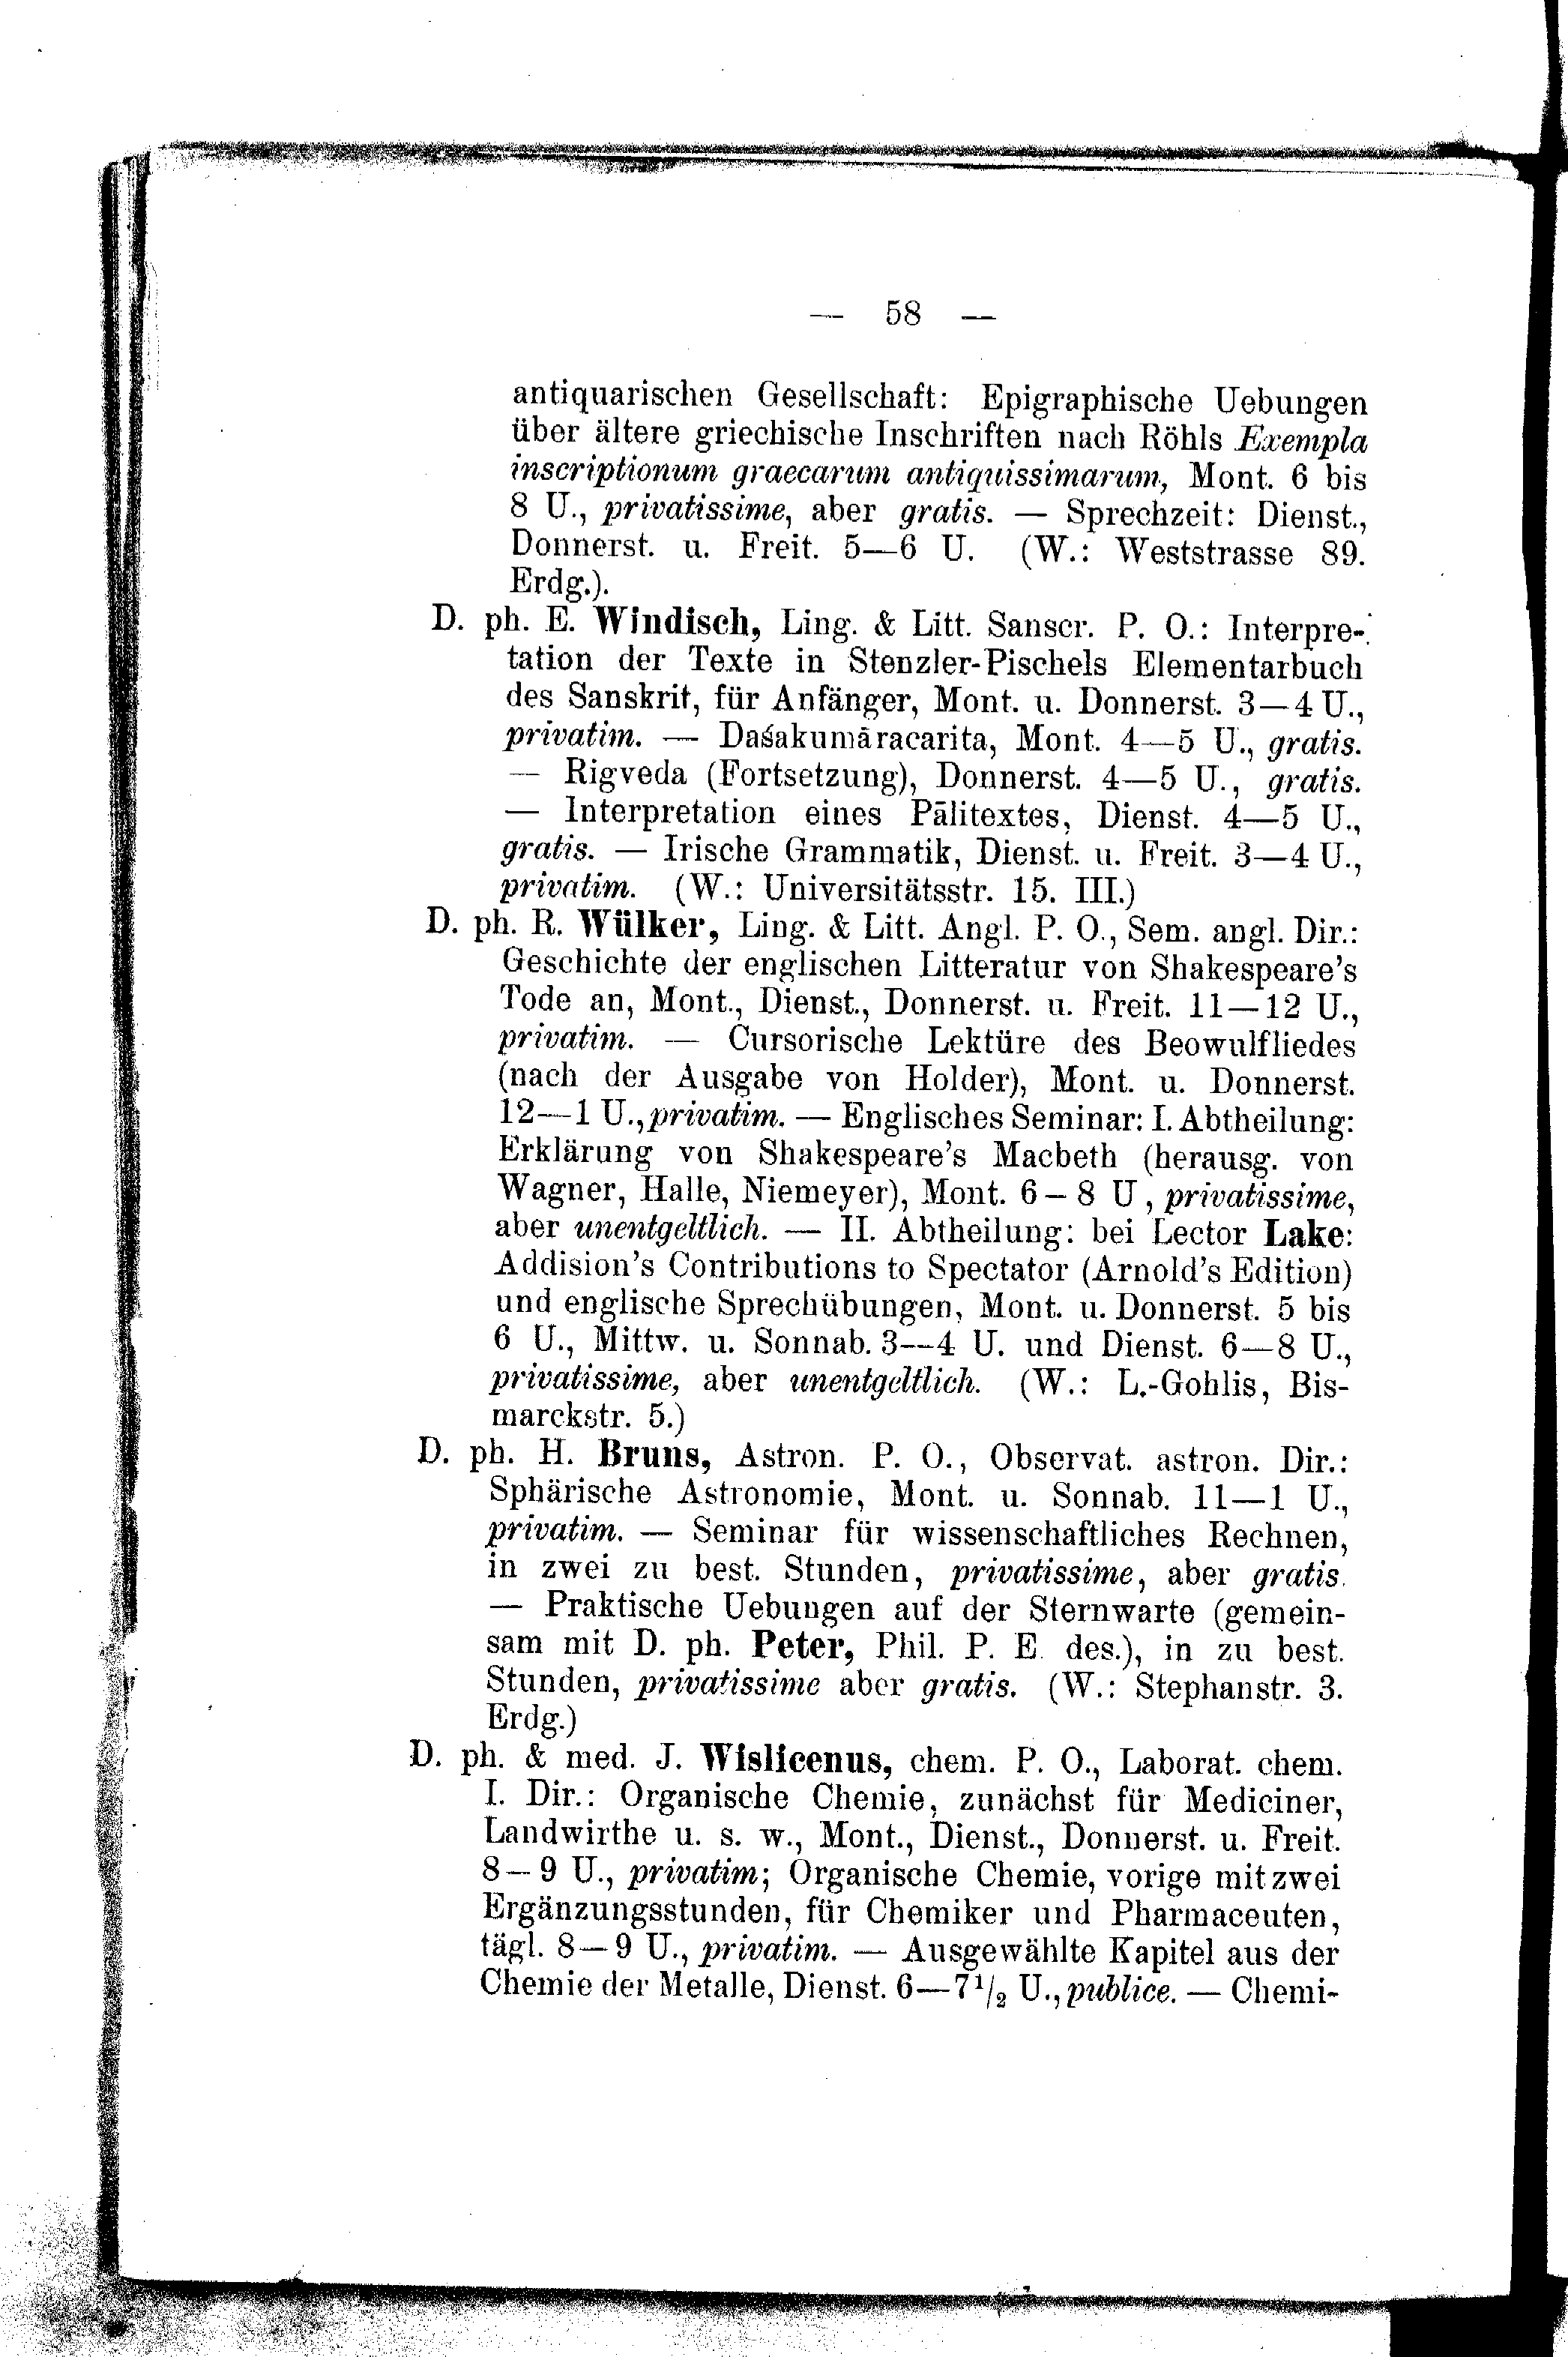 — 58 —
antiquarischen Gesellschaft: Epigraphische Uebungen
über ältere griechische Inschriften nach Röhls Exempla
inscriptionum graecarum antiquissimarum, Mont. 6 bis
8 U., privatissime, aber gratis. — Sprechzeit: Dienst.,
Donnerst. u. Freit. 5—6 U. (W.: Weststrasse 89.
Erdg.).
D. ph. E. Windisch, Ling. & Litt. Sanscr. P. O.: Interpre-
tation der Texte in Stenzler-Pischels Elementarbuch
des Sanskrit, für Anfänger, Mont. u. Donnerst. 3—4 U.,
privatim. — Daśakumāracarita, Mont. 4—5 U., gratis.
— Rigveda (Fortsetzung), Donnerst. 4—5 U., gratis.
— Interpretation eines Pālitextes, Dienst. 4—5 U.,
gratis. — Irische Grammatik, Dienst. u. Freit. 3—4 U.,
privatim. (W.: Universitätsstr. 15. III.)
D. ph. R. Wülker, Ling. & Litt. Angl. P. O., Sem. angl. Dir.:
Geschichte der englischen Litteratur von Shakespeare's
Tode an, Mont., Dienst., Donnerst. u. Freit. 11—12 U.,
privatim. — Cursorische Lektüre des Beowulfliedes
(nach der Ausgabe von Holder), Mont. u. Donnerst.
12—1 U., privatim. — Englisches Seminar: I. Abtheilung:
Erklärung von Shakespeare's Macbeth (herausg. von
Wagner, Halle, Niemeyer), Mont. 6—8 U, privatissime,
aber unentgeltlich. — II. Abtheilung: bei Lector Lake:
Addision's Contributions to Spectator (Arnold's Edition)
und englische Sprechübungen, Mont. u. Donnerst. 5 bis
6 U., Mittw. u. Sonnab. 3—4 U. und Dienst. 6—8 U.,
privatissime, aber unentgeltlich. (W.: L.-Gohlis, Bis-
marckstr. 5.)
D. ph. H. Bruns, Astron. P. O., Observat. astron. Dir.:
Sphärische Astronomie, Mont. u. Sonnab. 11—1 U.,
privatim. — Seminar für wissenschaftliches Rechnen,
in zwei zu best. Stunden, privatissime, aber gratis.
— Praktische Uebungen auf der Sternwarte (gemein-
sam mit D. ph. Peter, Phil. P. E. des.), in zu best.
Stunden, privatissime aber gratis. (W.: Stephanstr. 3.
Erdg.)
D. ph. & med. J. Wislicenus, chem. P. O., Laborat. chem.
I. Dir.: Organische Chemie, zunächst für Mediciner,
Landwirthe u. s. w., Mont., Dienst., Donnerst. u. Freit.
8—9 U., privatim; Organische Chemie, vorige mit zwei
Ergänzungsstunden, für Chemiker und Pharmaceuten,
tägl. 8—9 U., privatim. — Ausgewählte Kapitel aus der
Chemie der Metalle, Dienst. 6—7½ U., publice. — Chemi-